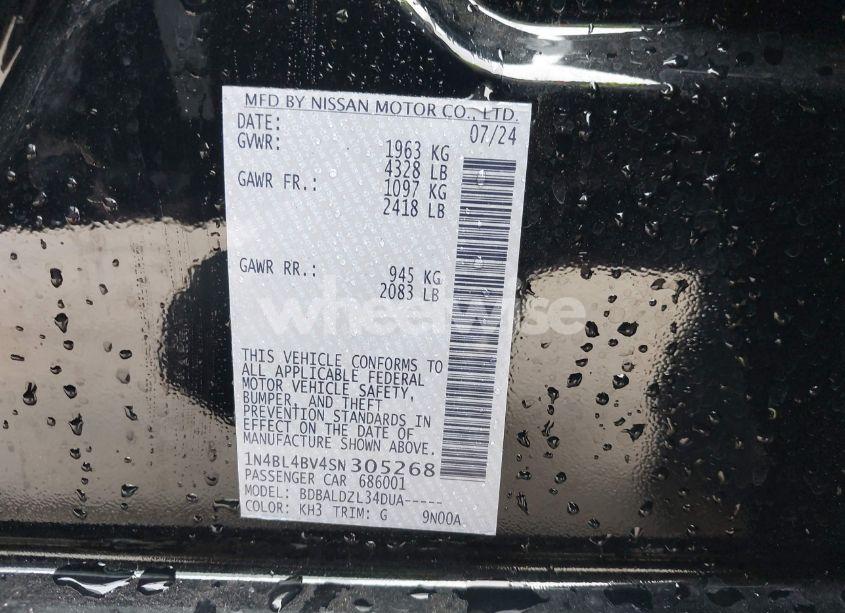 MFD BY NISSAN MOTOR CO., LTD.
DATE: 07/24
GVWR: 1963 KG
4328 LB
GAWR FR.: 1097 KG
2418 LB
GAWR RR.: 945 KG
2083 LB
wheelwise
THIS VEHICLE CONFORMS TO
ALL APPLICABLE FEDERAL
MOTOR VEHICLE SAFETY,
BUMPER, AND THEFT
PREVENTION STANDARDS IN
EFFECT ON THE DATE OF
MANUFACTURE SHOWN ABOVE.
1N4BL4BV4SN305268
PASSENGER CAR 686001
MODEL: BDBALDZL34DUA-----
COLOR: KH3 TRIM: G 9N00A